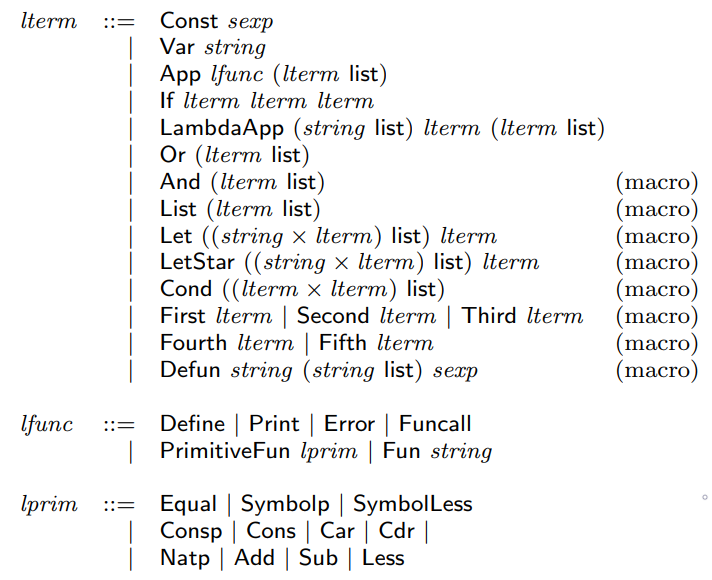 lterm ::= Const sexp
| Var string
| App lfunc (lterm list)
| If lterm lterm lterm
| LambdaApp (string list) lterm (lterm list)
| Or (lterm list)
| And (lterm list) (macro)
| List (lterm list) (macro)
| Let ((string × lterm) list) lterm (macro)
| LetStar ((string × lterm) list) lterm (macro)
| Cond ((lterm × lterm) list) (macro)
| First lterm | Second lterm | Third lterm (macro)
| Fourth lterm | Fifth lterm (macro)
| Defun string (string list) sexp (macro)
lfunc ::= Define | Print | Error | Funcall
| PrimitiveFun lprim | Fun string
lprim ::= Equal | Symbolp | SymbolLess
| Consp | Cons | Car | Cdr |
| Natp | Add | Sub | Less